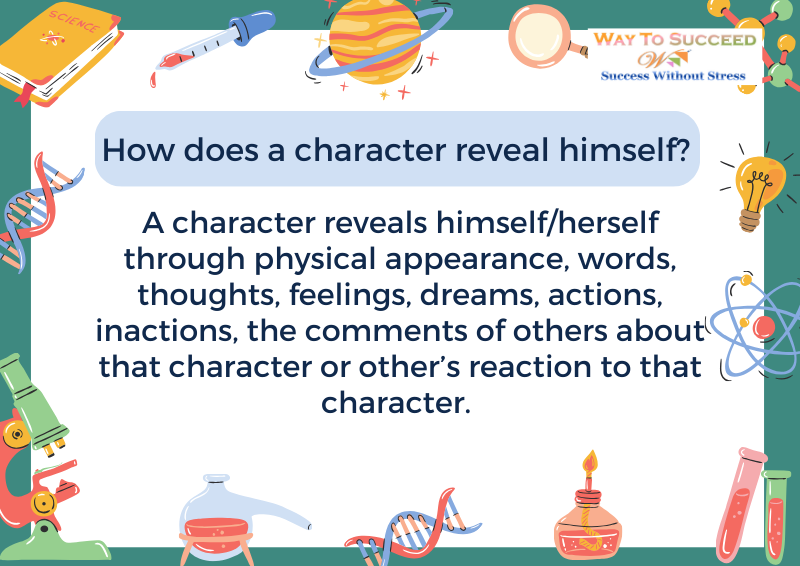 SCIENCE
WAY TO SUCCEED
W
Success Without Stress
How does a character reveal himself?
A character reveals himself/herself
through physical appearance, words,
thoughts, feelings, dreams, actions,
inactions, the comments of others about
that character or other’s reaction to that
character.